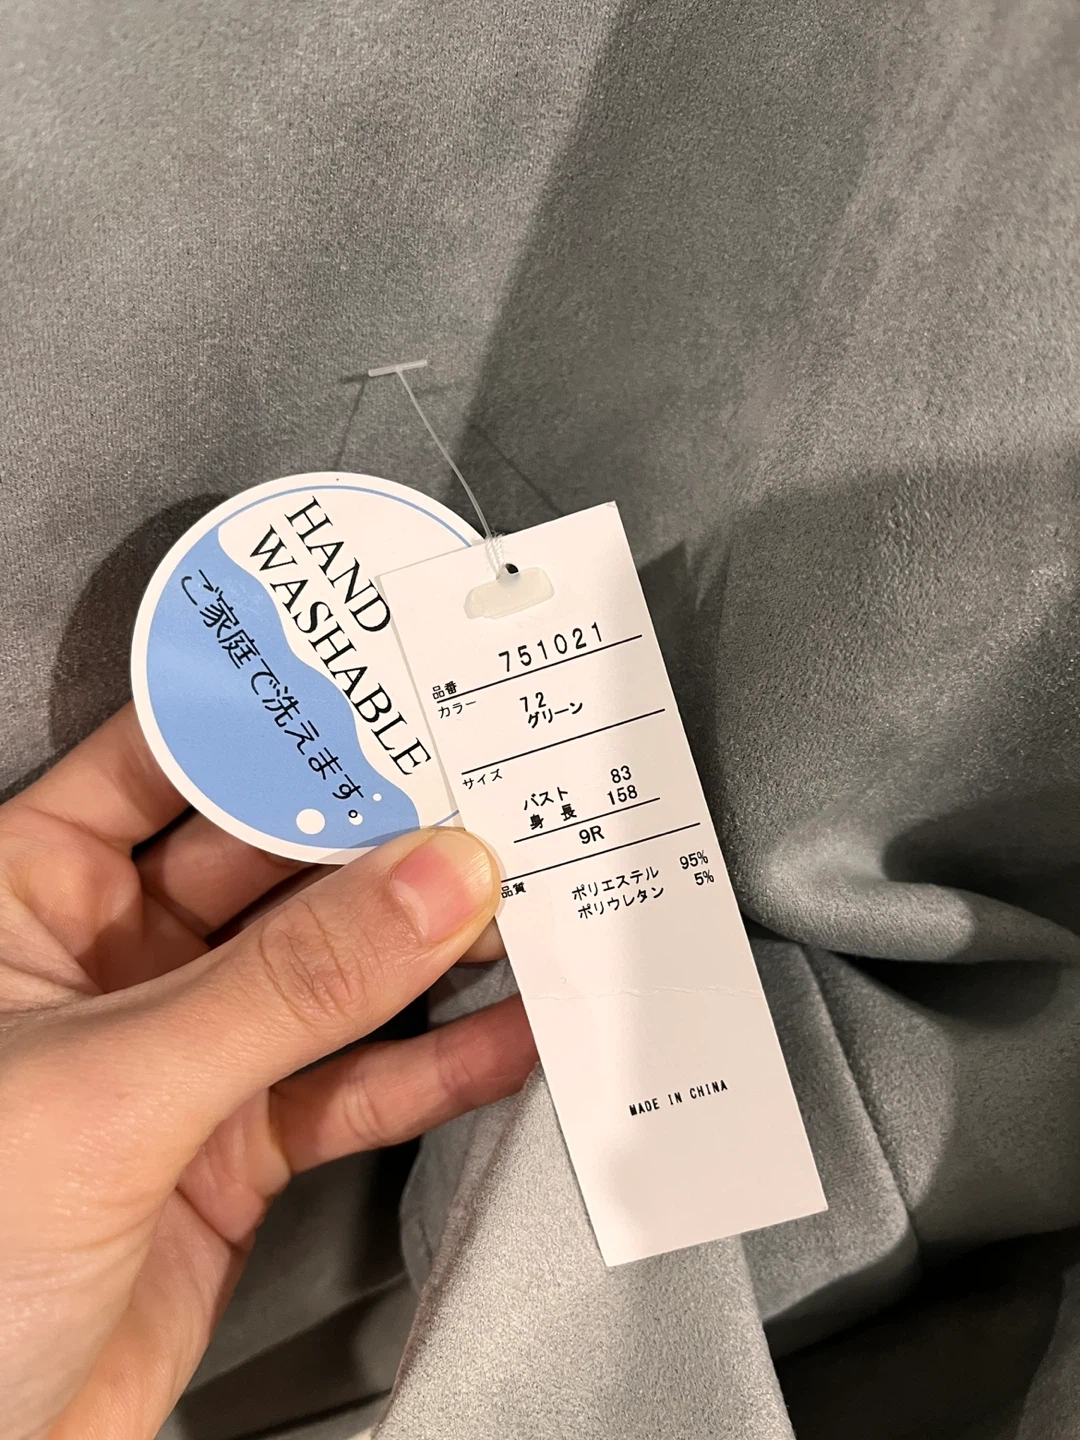 HAND
WASHABLE
ご家庭で洗えます。
品番 751021
カラー 72
グリーン
サイズ
バスト 83
身長 158
9R
品質 ポリエステル 95%
ポリウレタン 5%
MADE IN CHINA